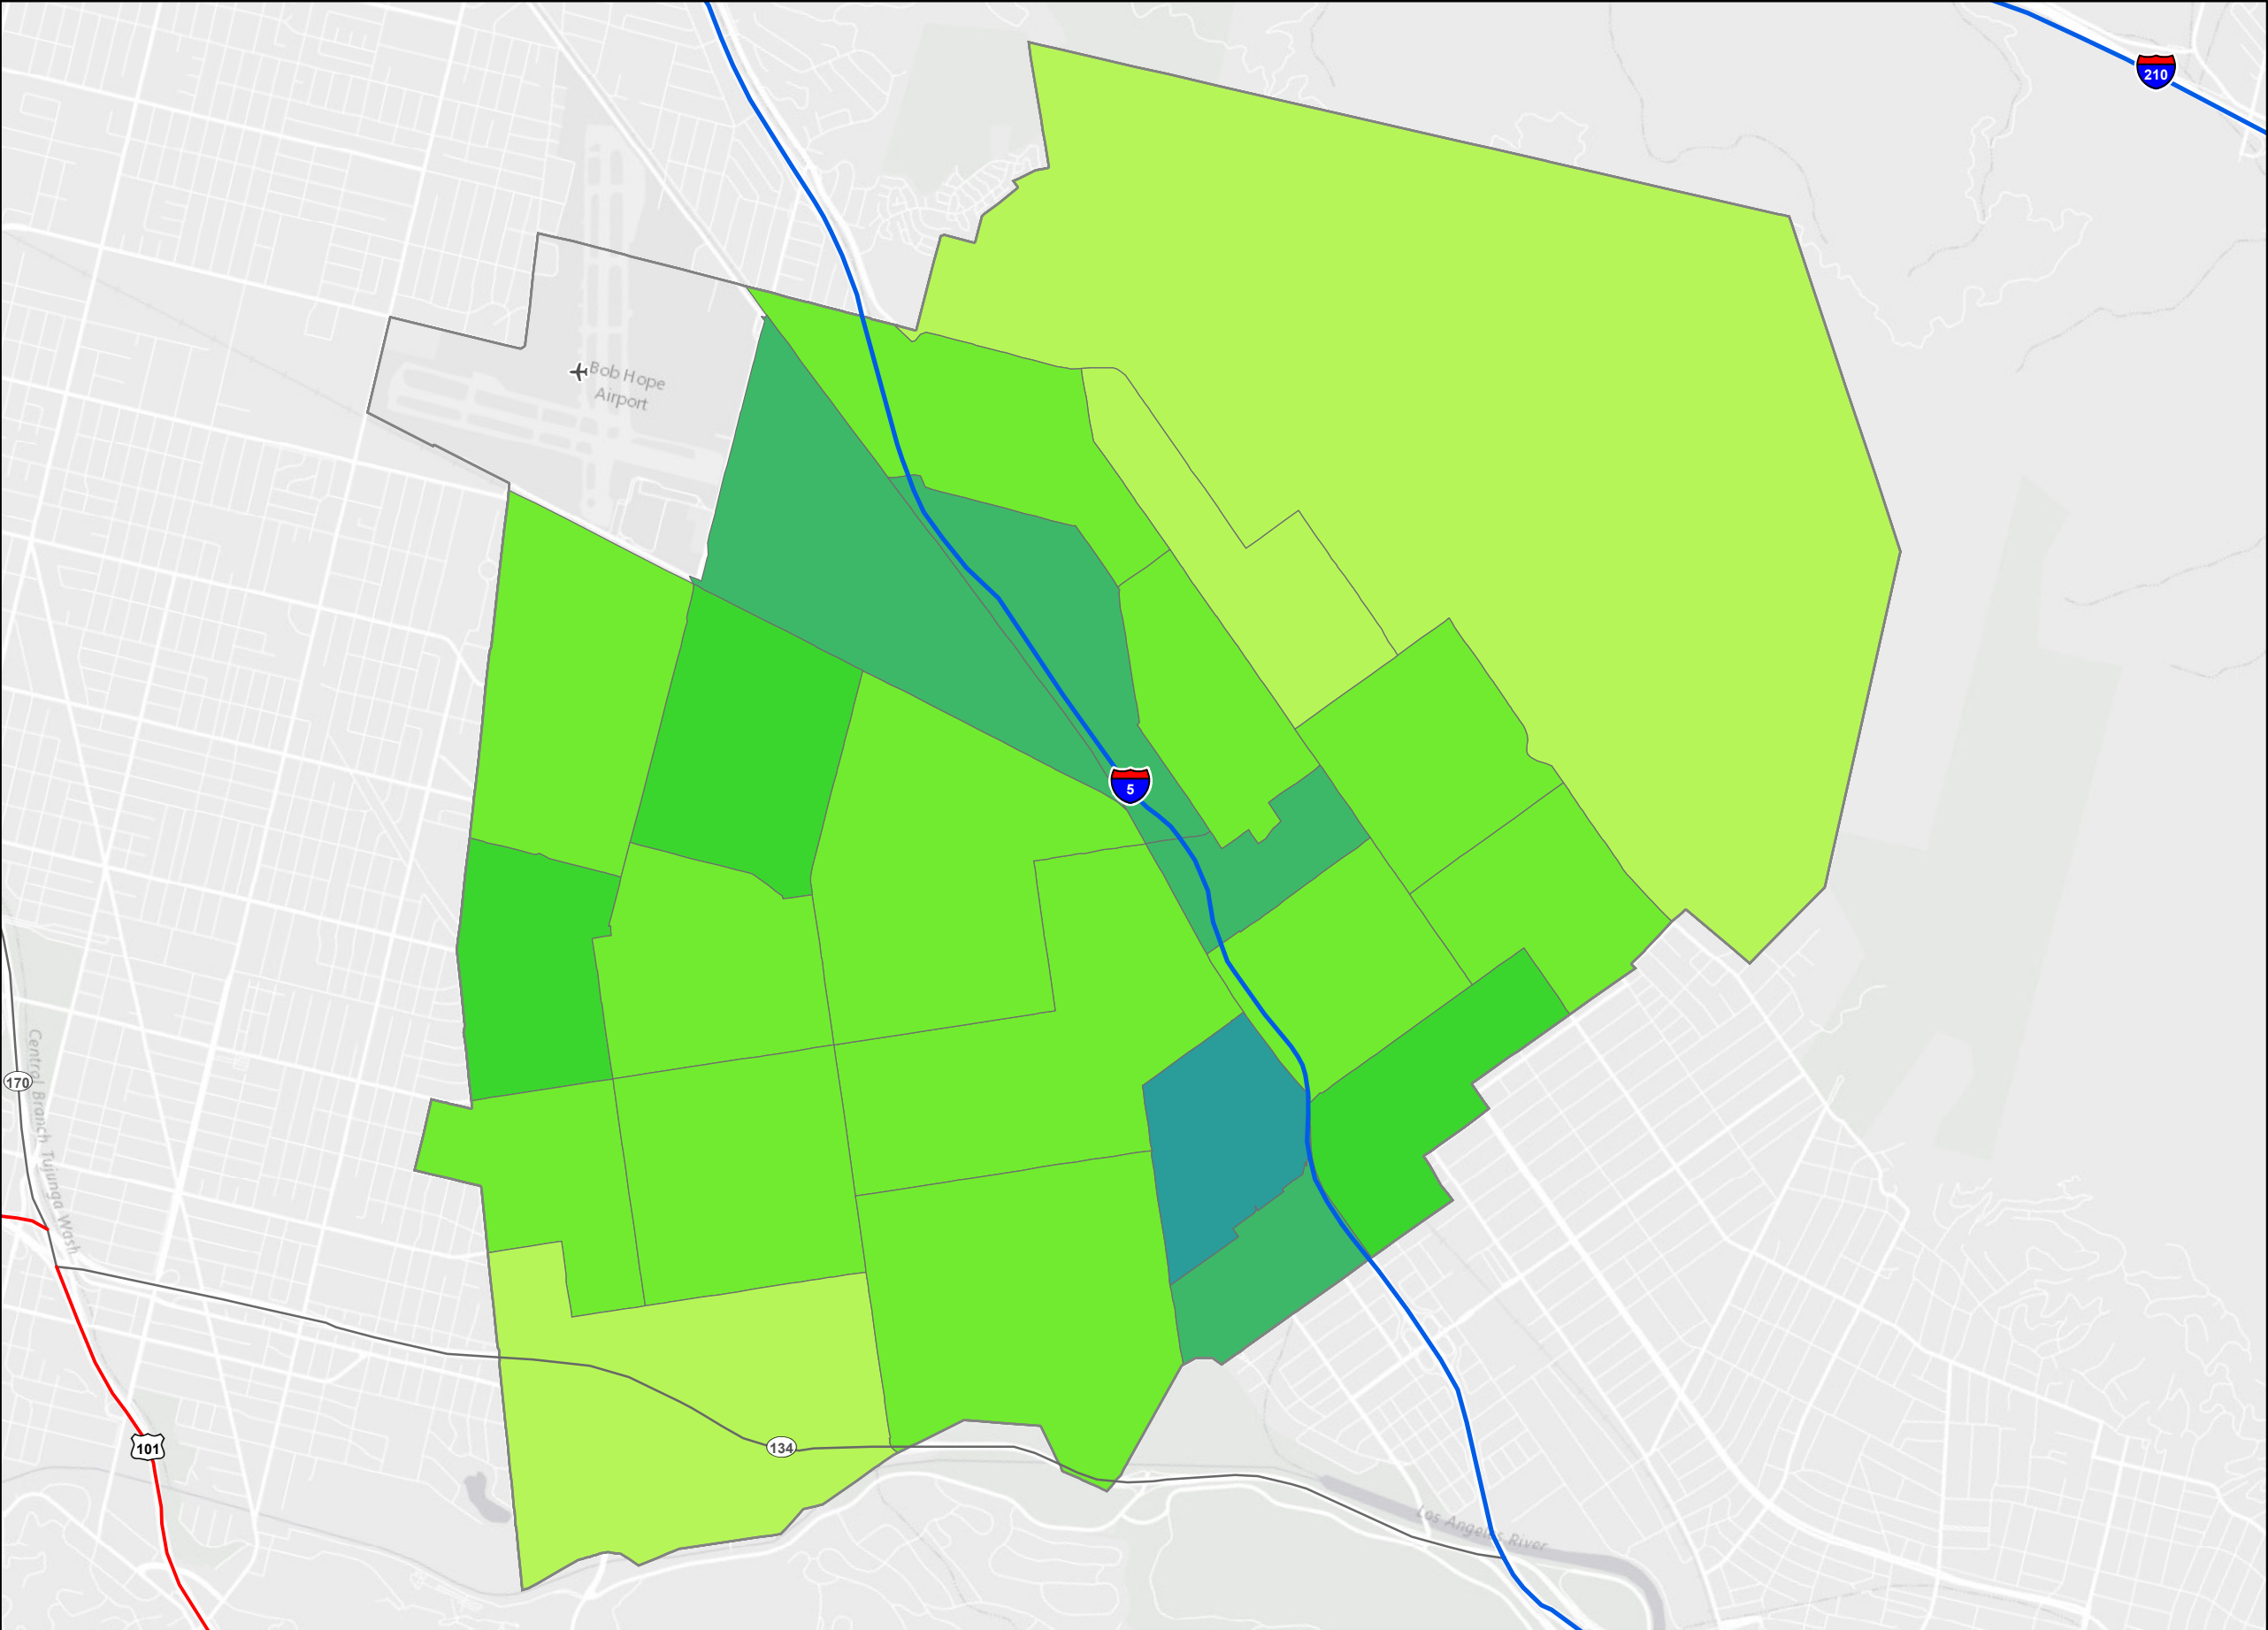 210
Bob Hope
Airport
5
170
Central Branch Tujunga Wash
101
134
Los Angeles River